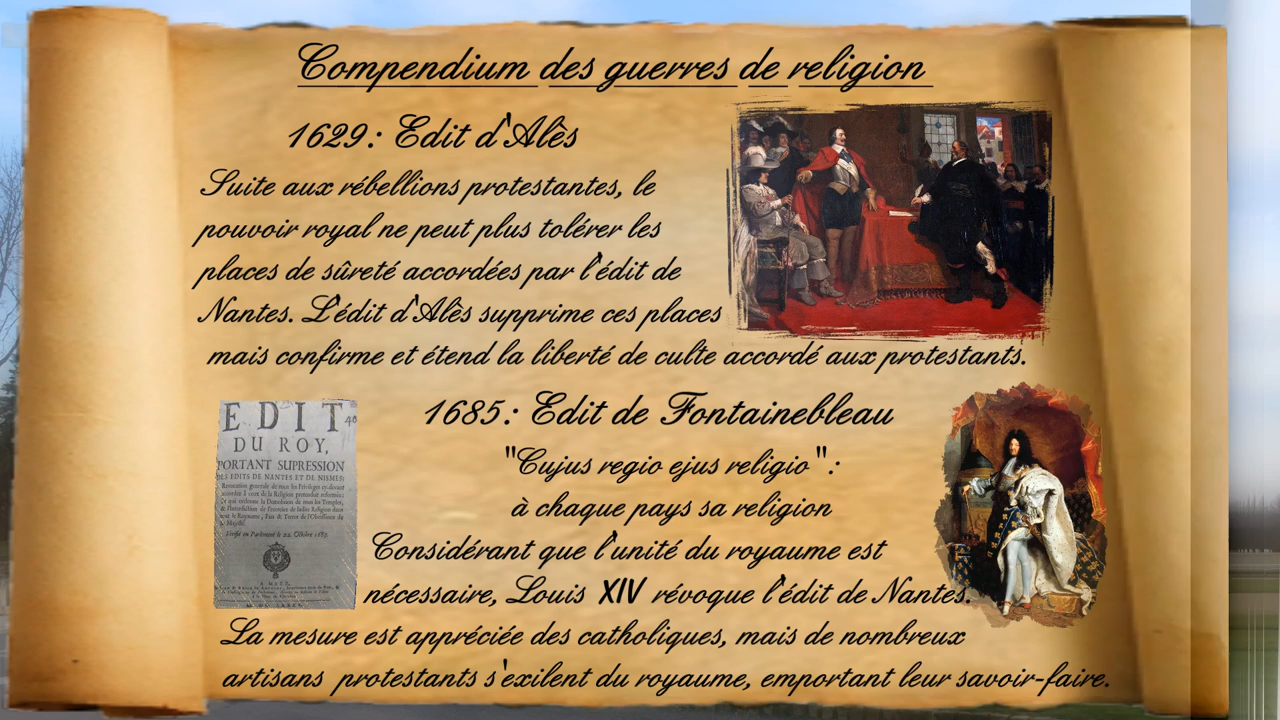 Compendium des guerres de religion
1629: Edit d'Alès
Suite aux rébellions protestantes, le
pouvoir royal ne peut plus tolérer les
places de sûreté accordées par l'édit de
Nantes. L'édit d'Alès supprime ces places
mais confirme et étend la liberté de culte accordé aux protestants.
1685: Edit de Fontainebleau
"Cujus regio ejus religio":
à chaque pays sa religion
Considérant que l'unité du royaume est
nécessaire, Louis XIV révoque l'édit de Nantes.
La mesure est appréciée des catholiques, mais de nombreux
artisans protestants s'exilent du royaume, emportant leur savoir-faire.
EDIT
DU ROY,
PORTANT SUPRESSION
DES EDITS DE NANTES ET DE NISMES;
A METZ,